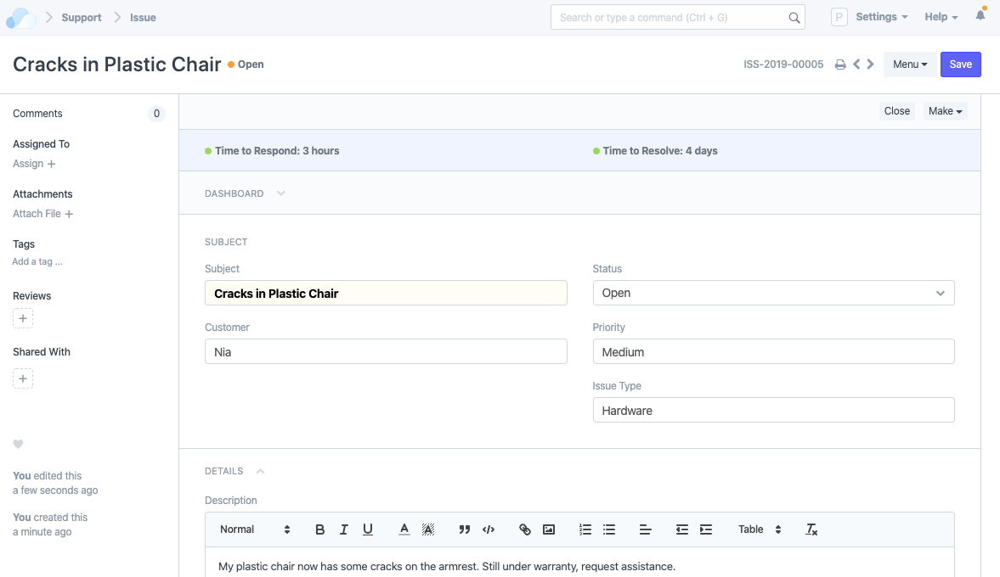 Support
Issue
Search or type a command (Ctrl + G)
P
Settings
Help
Cracks in Plastic Chair
Open
ISS-2019-00005
Menu
Save
Comments
0
Assigned To
Assign +
Attachments
Attach File +
Tags
Add a tag ...
Reviews
+
Shared With
+
You edited this
a few seconds ago
You created this
a minute ago
Close
Make
Time to Respond: 3 hours
Time to Resolve: 4 days
DASHBOARD
SUBJECT
Subject
Cracks in Plastic Chair
Status
Open
Customer
Nia
Priority
Medium
Issue Type
Hardware
DETAILS
Description
Normal
B
I
U
A
A
Table
My plastic chair now has some cracks on the armrest. Still under warranty, request assistance.